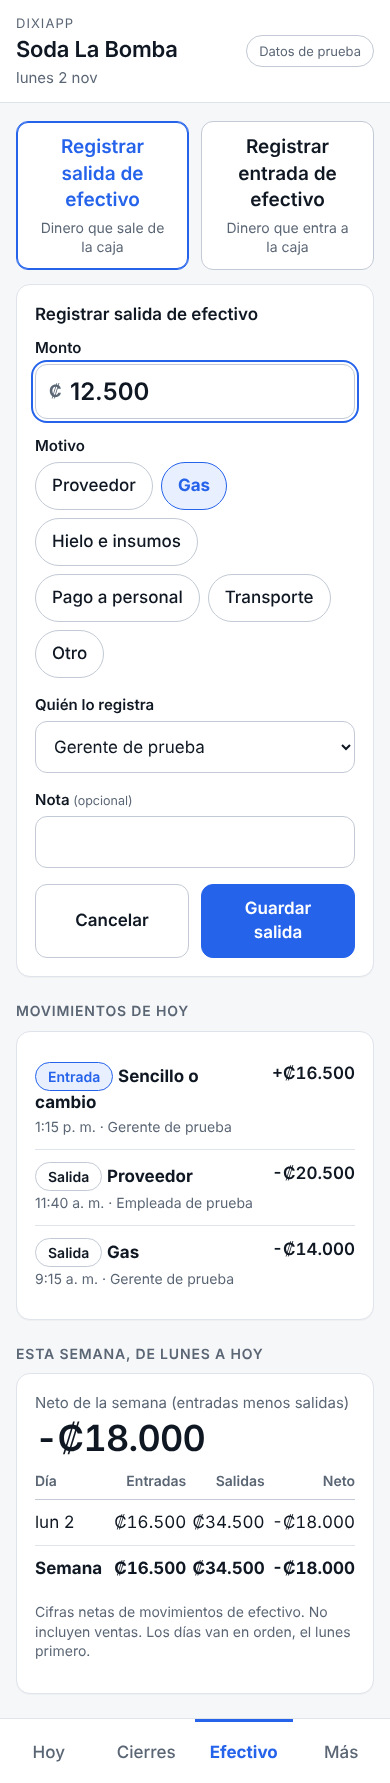 DIXIAPP
Soda La Bomba
lunes 2 nov
Datos de prueba
Registrar
salida de
efectivo
Dinero que sale de
la caja
Registrar
entrada de
efectivo
Dinero que entra a
la caja
Registrar salida de efectivo
Monto
₡ 12.500
Motivo
Proveedor
Gas
Hielo e insumos
Pago a personal
Transporte
Otro
Quién lo registra
Gerente de prueba
Nota (opcional)
Cancelar
Guardar
salida
MOVIMIENTOS DE HOY
Entrada Sencillo o
cambio
+₡16.500
1:15 p. m. · Gerente de prueba
Salida Proveedor
-₡20.500
11:40 a. m. · Empleada de prueba
Salida Gas
-₡14.000
9:15 a. m. · Gerente de prueba
ESTA SEMANA, DE LUNES A HOY
Neto de la semana (entradas menos salidas)
-₡18.000
Día Entradas Salidas Neto
lun 2 ₡16.500 ₡34.500 -₡18.000
Semana ₡16.500 ₡34.500 -₡18.000
Cifras netas de movimientos de efectivo. No
incluyen ventas. Los días van en orden, el lunes
primero.
Hoy Cierres Efectivo Más